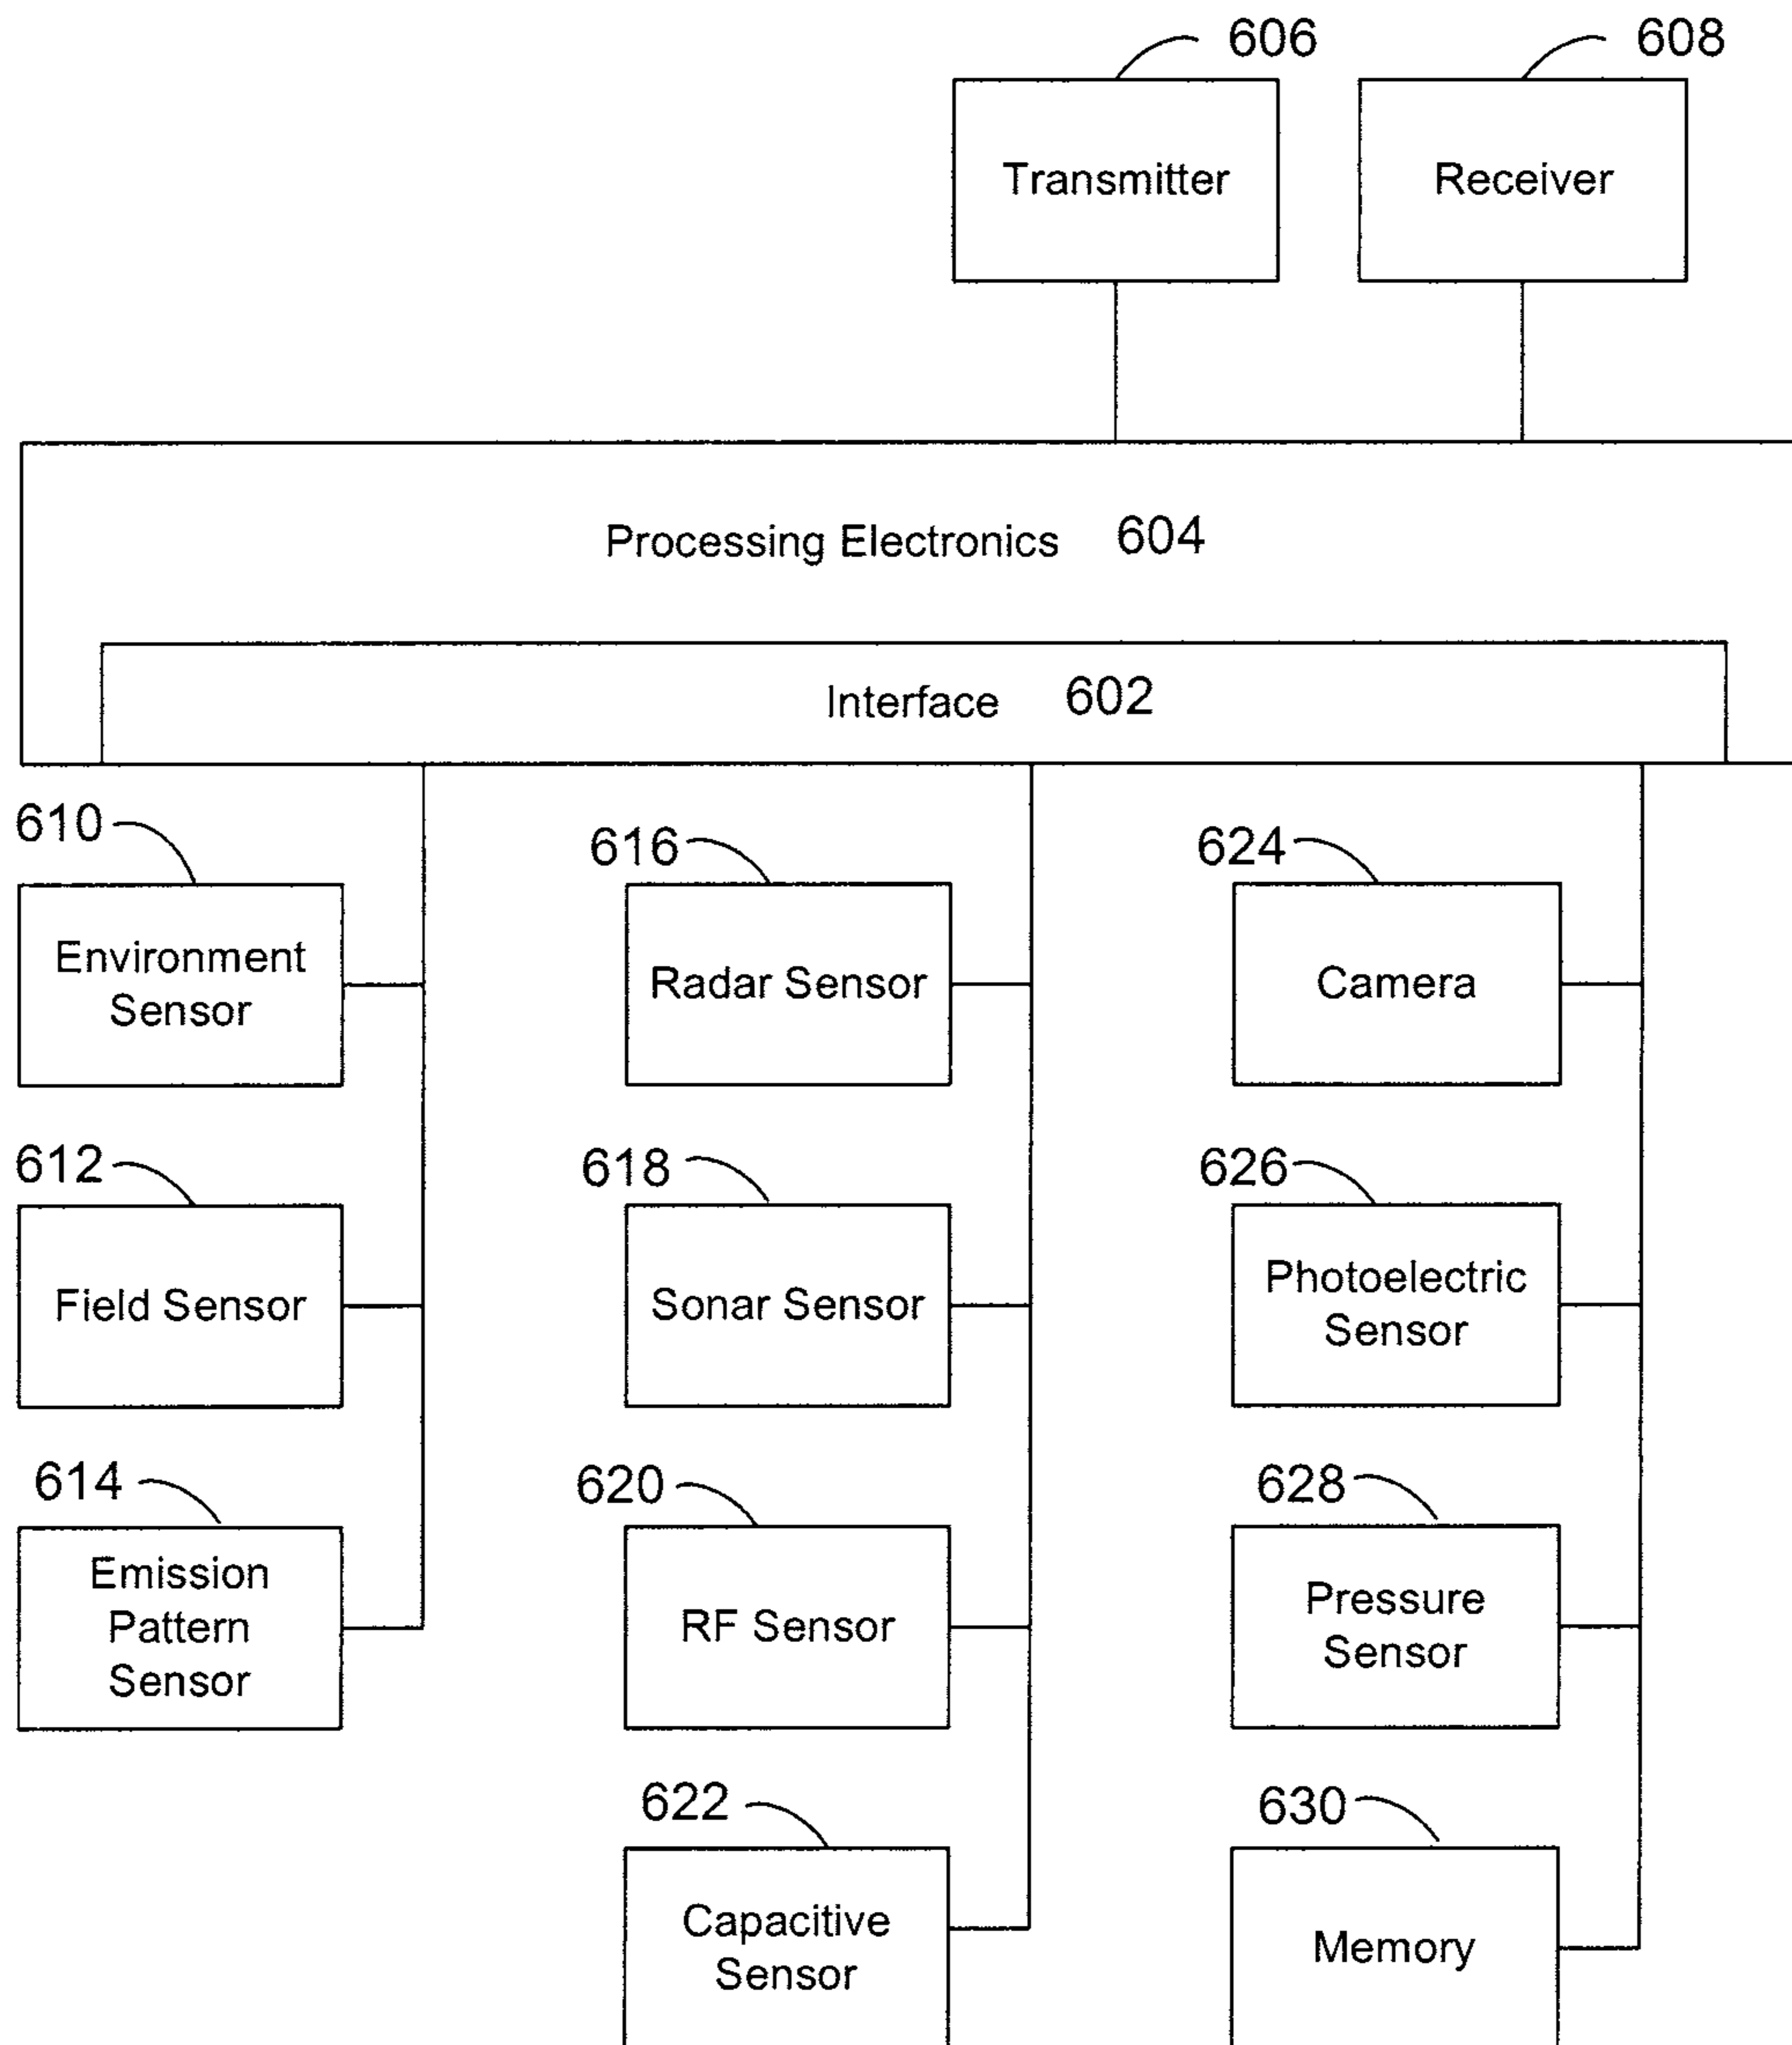 606
608
Transmitter
Receiver
Processing Electronics 604
Interface 602
610
616
624
Environment
Sensor
Radar Sensor
Camera
612
618
626
Field Sensor
Sonar Sensor
Photoelectric
Sensor
614
620
628
Emission
Pattern
Sensor
RF Sensor
Pressure
Sensor
622
630
Capacitive
Sensor
Memory